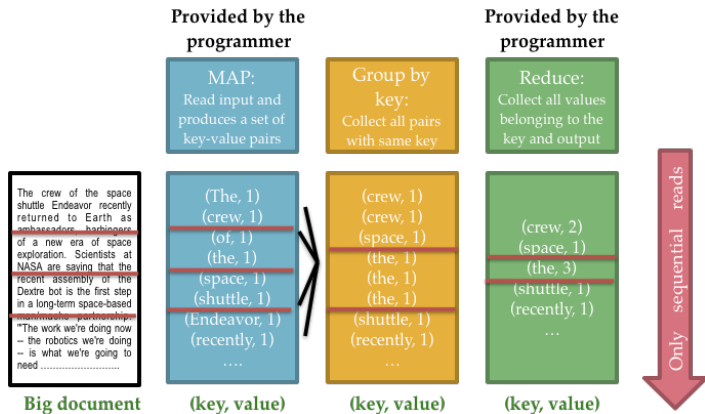 Provided by the
programmer
Provided by the
programmer
MAP:
Read input and
produces a set of
key-value pairs
Group by
key:
Collect all pairs
with same key
Reduce:
Collect all values
belonging to the
key and output
The crew of the space
shuttle Endeavor recently
returned to Earth as
ambassadors, harbingers
of a new era of space
exploration. Scientists at
NASA are saying that the
recent assembly of the
Dextre bot is the first step
in a long-term space-based
man/mache partnership.
'"The work we're doing now
-- the robotics we're doing
-- is what we're going to
need ……………………
Big document
(The, 1)
(crew, 1)
(of, 1)
(the, 1)
(space, 1)
(shuttle, 1)
(Endeavor, 1)
(recently, 1)
….
(key, value)
(crew, 1)
(crew, 1)
(space, 1)
(the, 1)
(the, 1)
(the, 1)
(shuttle, 1)
(recently, 1)
…
(key, value)
(crew, 2)
(space, 1)
(the, 3)
(shuttle, 1)
(recently, 1)
…
(key, value)
Only sequential reads